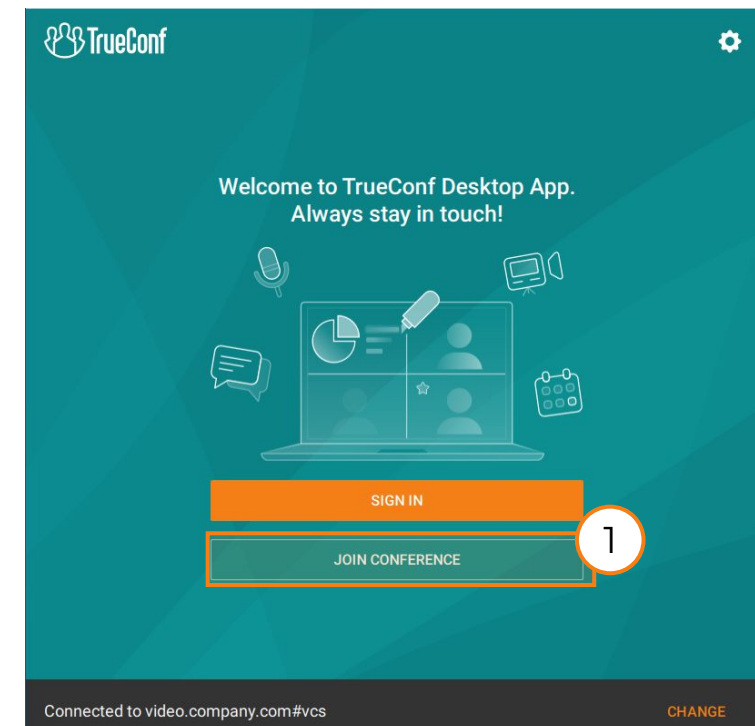 TrueConf
Welcome to TrueConf Desktop App.
Always stay in touch!
SIGN IN
JOIN CONFERENCE
1
Connected to video.company.com#vcs
CHANGE